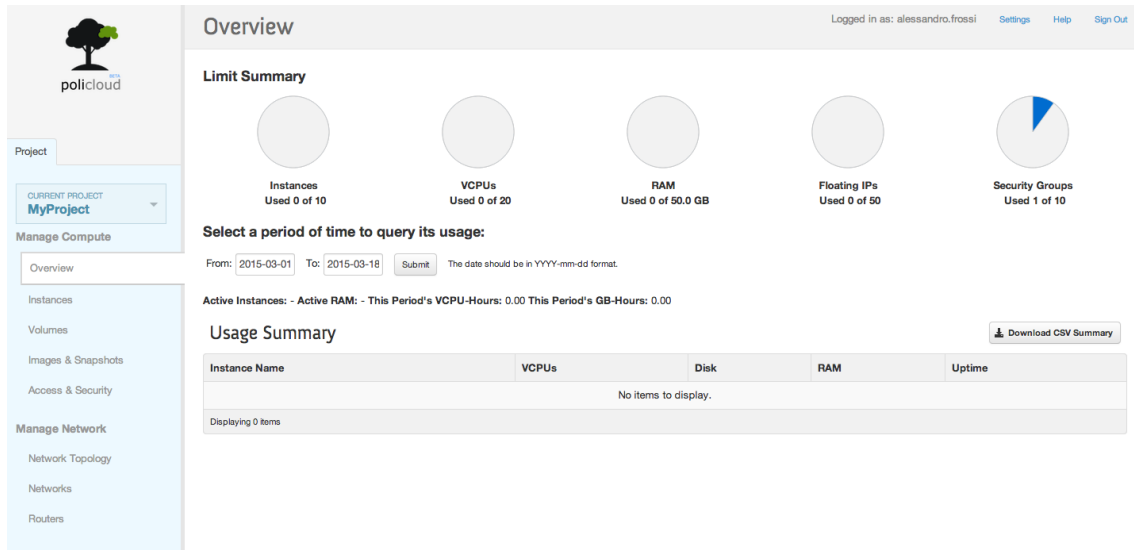 BETA
policloud
Project
CURRENT PROJECT
MyProject
Manage Compute
Overview
Instances
Volumes
Images & Snapshots
Access & Security
Manage Network
Network Topology
Networks
Routers
Overview
Logged in as: alessandro.frossi Settings Help Sign Out
Limit Summary
Instances
Used 0 of 10
VCPUs
Used 0 of 20
RAM
Used 0 of 50.0 GB
Floating IPs
Used 0 of 50
Security Groups
Used 1 of 10
Select a period of time to query its usage:
From: 2015-03-01 To: 2015-03-18 Submit The date should be in YYYY-mm-dd format.
Active Instances: - Active RAM: - This Period's VCPU-Hours: 0.00 This Period's GB-Hours: 0.00
Usage Summary
Download CSV Summary
Instance Name VCPUs Disk RAM Uptime
No items to display.
Displaying 0 items